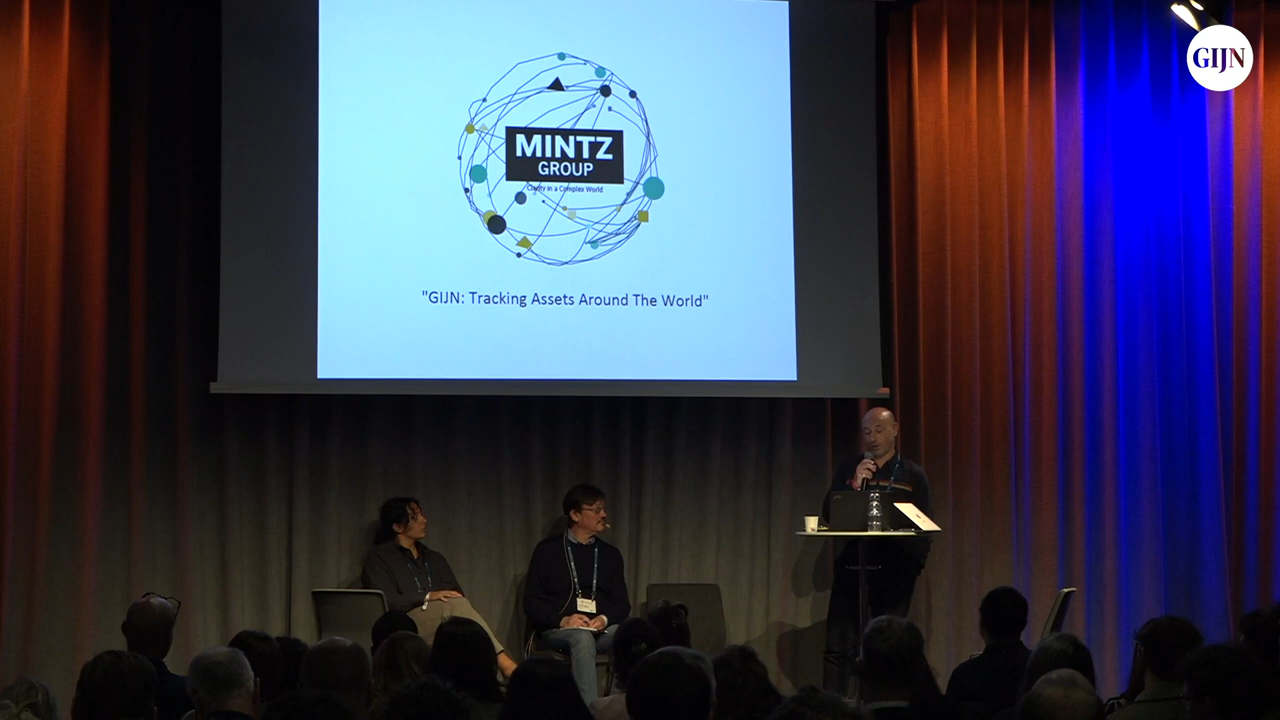 GIJN
MINTZ
GROUP
Clarity in a Complex World
"GIJN: Tracking Assets Around The World"